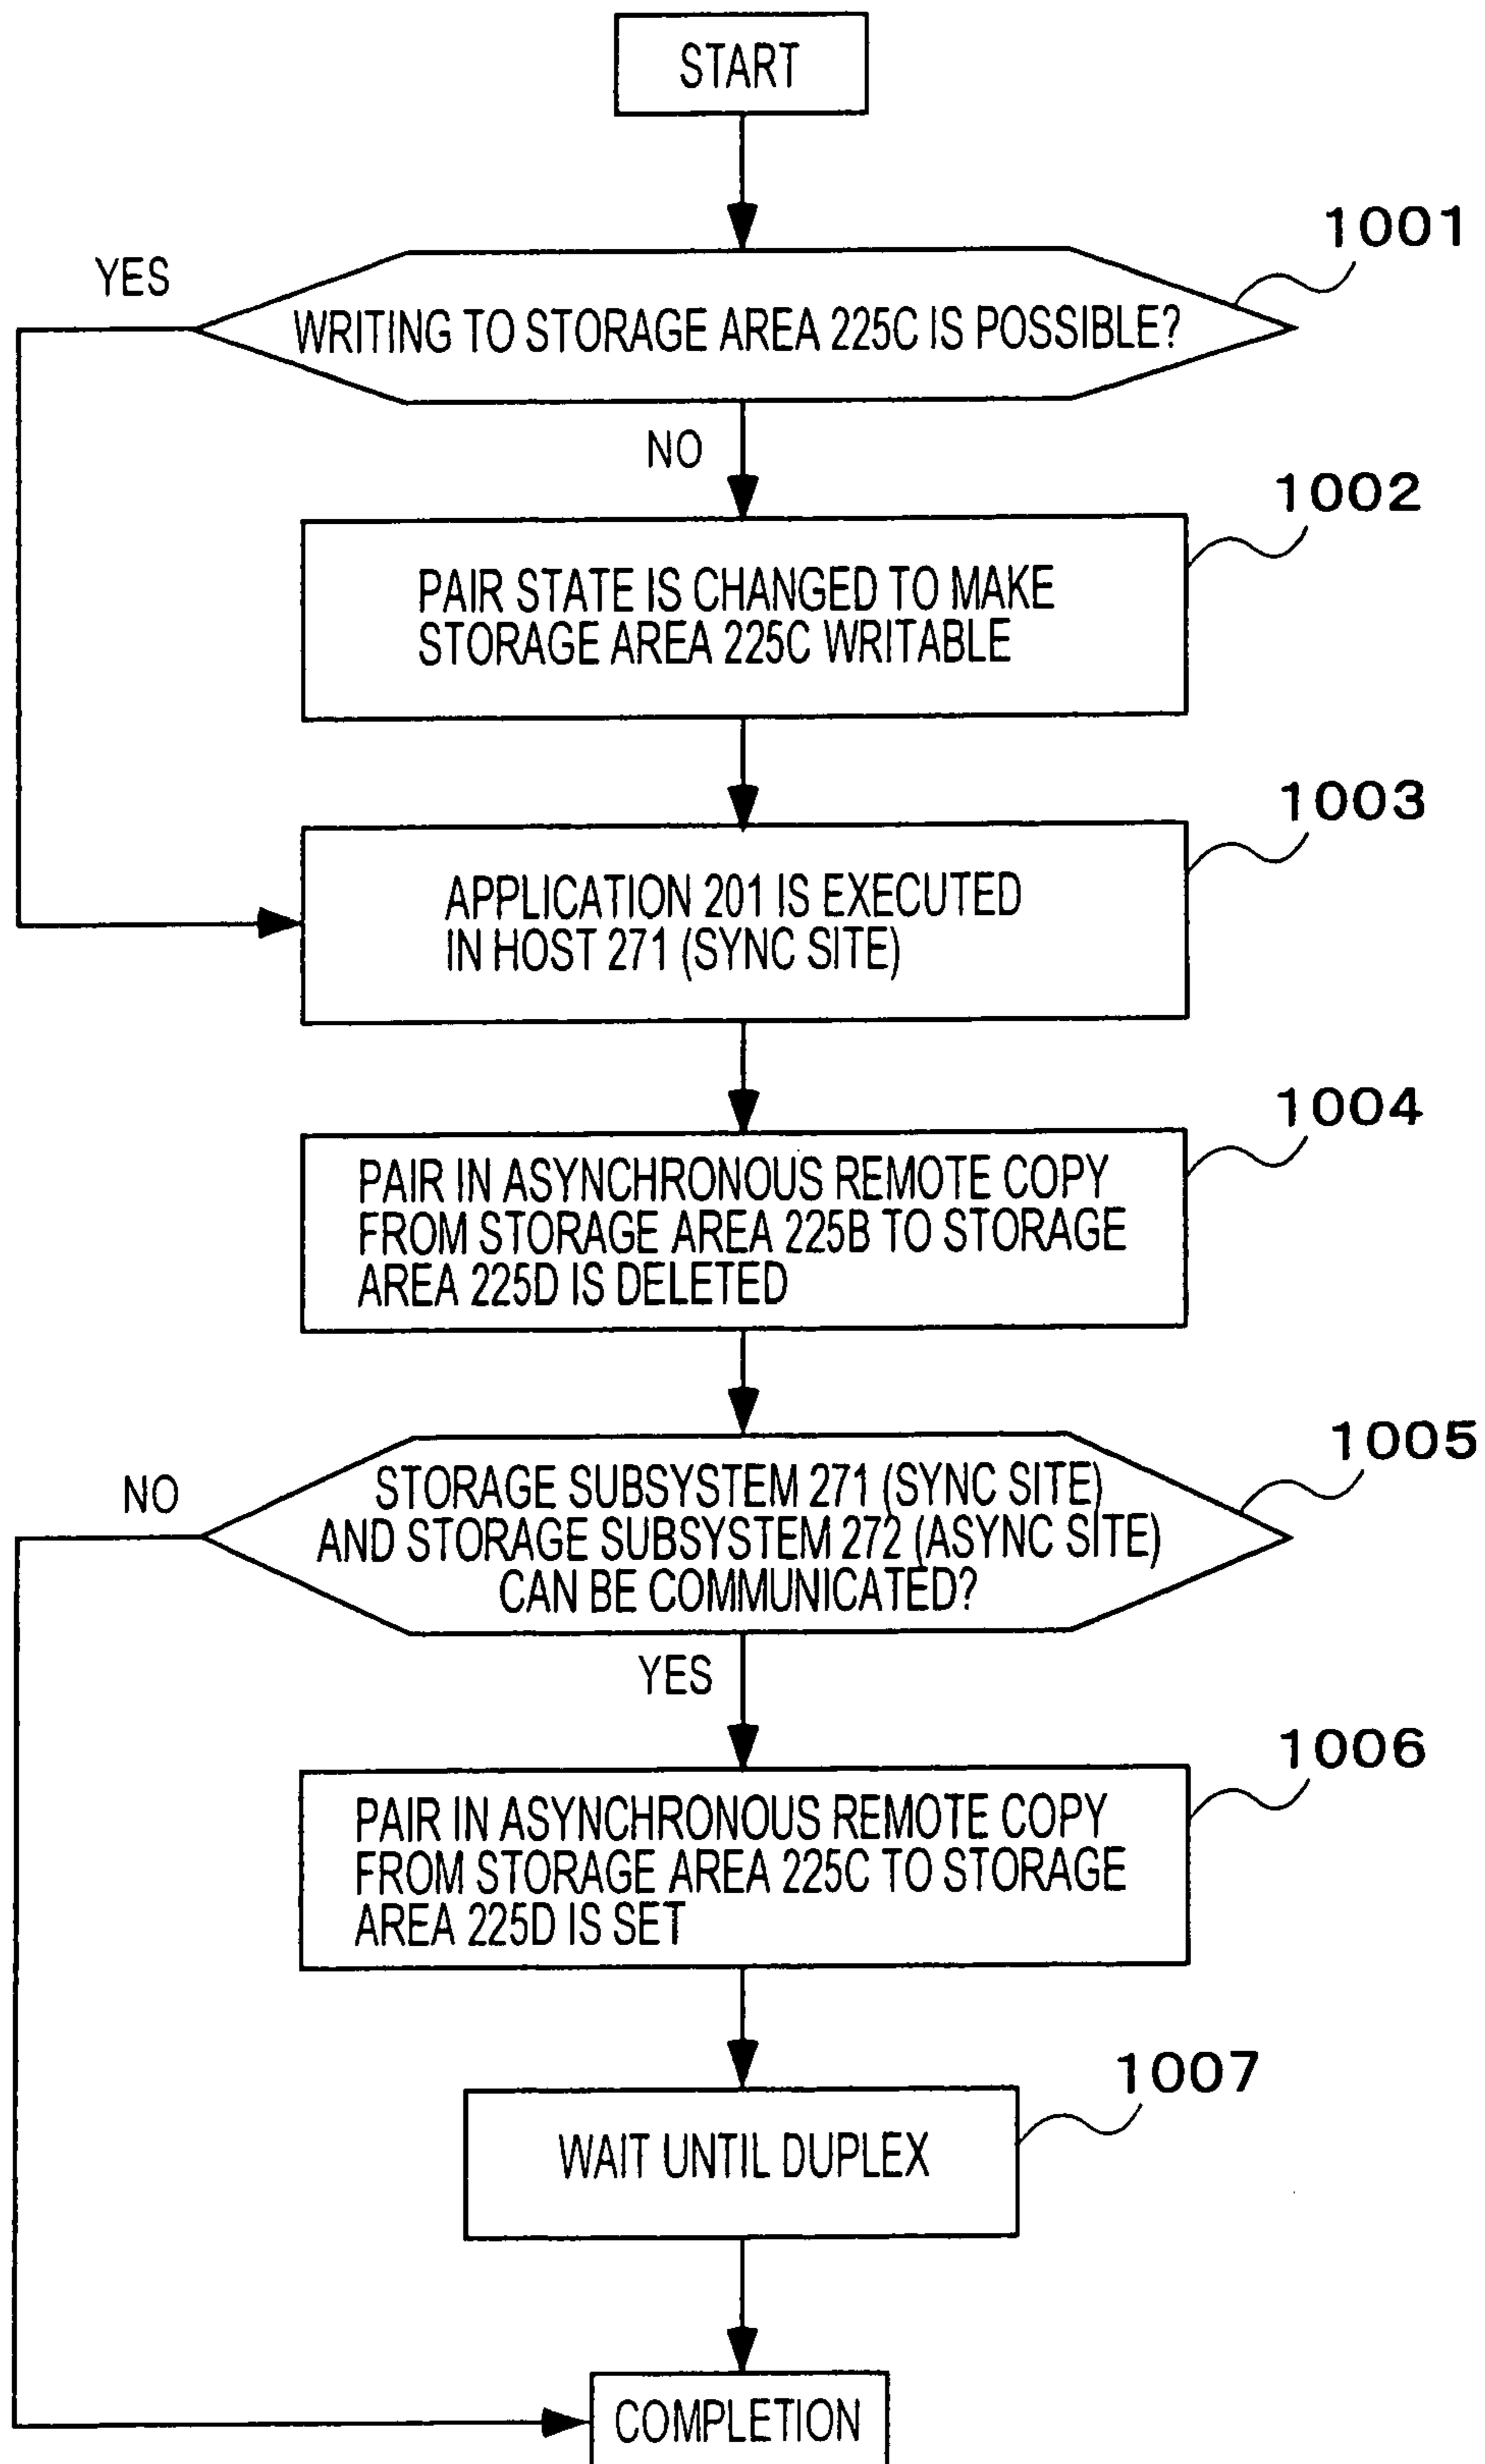 START
1001
YES
WRITING TO STORAGE AREA 225C IS POSSIBLE?
NO
1002
PAIR STATE IS CHANGED TO MAKE
STORAGE AREA 225C WRITABLE
1003
APPLICATION 201 IS EXECUTED
IN HOST 271 (SYNC SITE)
1004
PAIR IN ASYNCHRONOUS REMOTE COPY
FROM STORAGE AREA 225B TO STORAGE
AREA 225D IS DELETED
1005
NO
STORAGE SUBSYSTEM 271 (SYNC SITE)
AND STORAGE SUBSYSTEM 272 (ASYNC SITE)
CAN BE COMMUNICATED?
YES
1006
PAIR IN ASYNCHRONOUS REMOTE COPY
FROM STORAGE AREA 225C TO STORAGE
AREA 225D IS SET
1007
WAIT UNTIL DUPLEX
COMPLETION